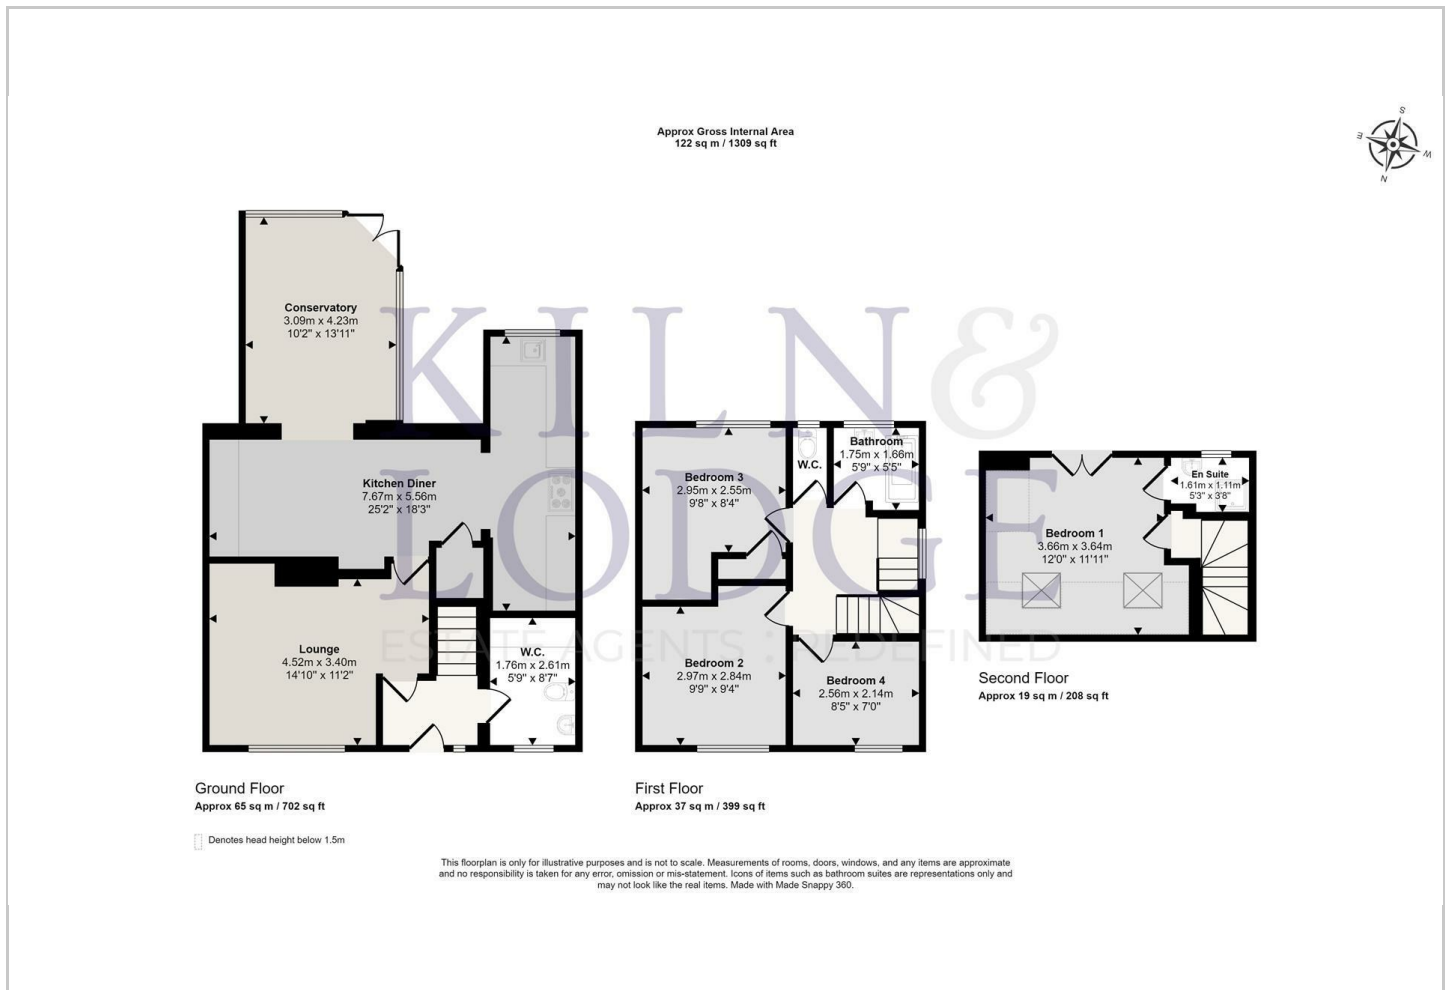 Approx Gross Internal Area
122 sq m / 1309 sq ft
S
E
W
N
Conservatory
3.09m x 4.23m
10'2" x 13'11"
KILN &
LODGE
ESTATE AGENTS : REDEFINED
Kitchen Diner
7.67m x 5.56m
25'2" x 18'3"
Lounge
4.52m x 3.40m
14'10" x 11'2"
W.C.
1.76m x 2.61m
5'9" x 8'7"
Ground Floor
Approx 65 sq m / 702 sq ft
Denotes head height below 1.5m
Bedroom 3
2.95m x 2.55m
9'8" x 8'4"
W.C.
Bathroom
1.75m x 1.66m
5'9" x 5'5"
Bedroom 2
2.97m x 2.84m
9'9" x 9'4"
Bedroom 4
2.56m x 2.14m
8'5" x 7'0"
First Floor
Approx 37 sq m / 399 sq ft
En Suite
1.61m x 1.11m
5'3" x 3'8"
Bedroom 1
3.66m x 3.64m
12'0" x 11'11"
Second Floor
Approx 19 sq m / 208 sq ft
This floorplan is only for illustrative purposes and is not to scale. Measurements of rooms, doors, windows, and any items are approximate
and no responsibility is taken for any error, omission or mis-statement. Icons of items such as bathroom suites are representations only and
may not look like the real items. Made with Made Snappy 360.